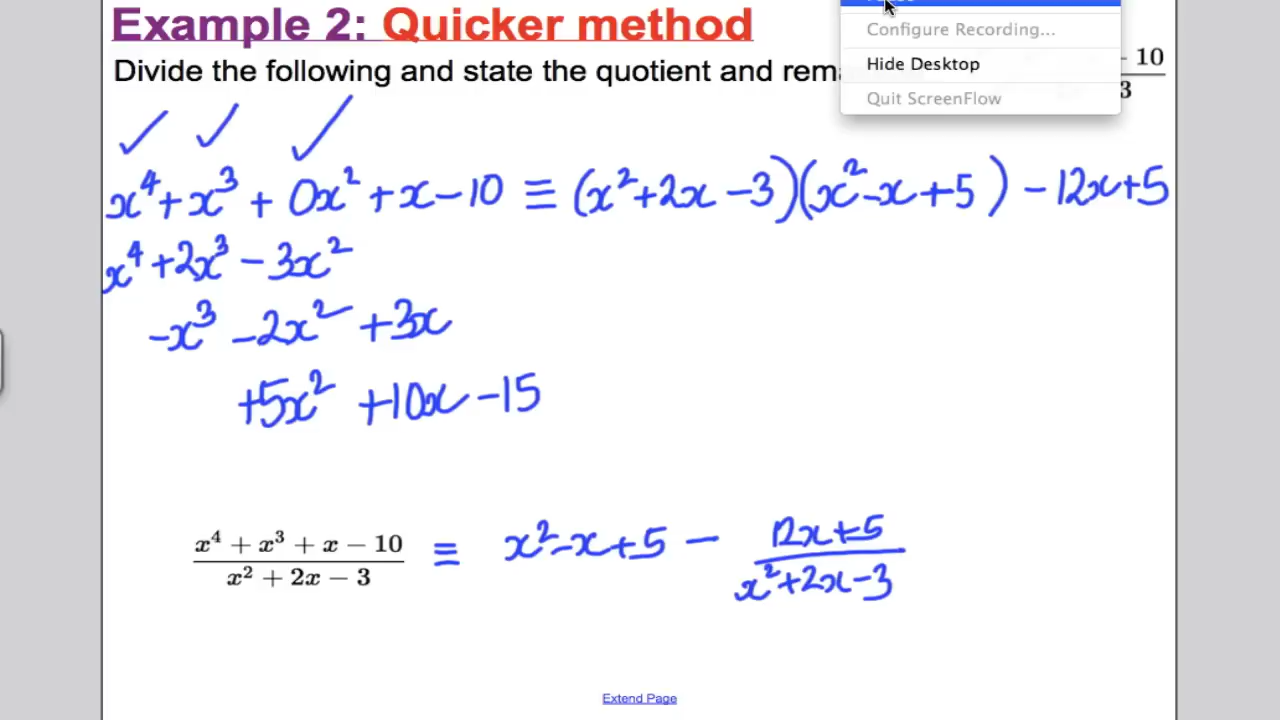 Example 2: Quicker method
Divide the following and state the quotient and rema
Configure Recording...
Hide Desktop
Quit ScreenFlow
- 10
3
x⁴ + x³ + 0x² + x - 10 ≡ (x² + 2x - 3)(x² - x + 5) - 12x + 5
x⁴ + 2x³ - 3x²
-x³ - 2x² + 3x
+5x² + 10x - 15
x⁴ + x³ + x − 10 / x² + 2x − 3 ≡ x² - x + 5 - 12x + 5 / x² + 2x - 3
Extend Page